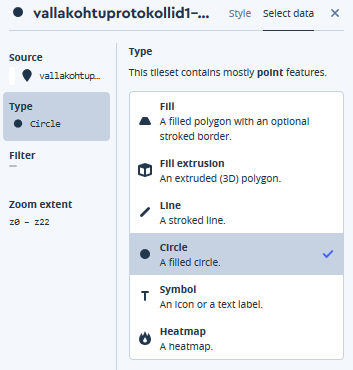 vallakohtuprotokollid1-...
Style
Select data
Source
vallakohtup...
Type
Circle
Filter
Zoom extent
z0 – z22
Type
This tileset contains mostly point features.
Fill
A filled polygon with an optional
stroked border.
Fill extrusion
An extruded (3D) polygon.
Line
A stroked line.
Circle
A filled circle.
Symbol
An icon or a text label.
Heatmap
A heatmap.